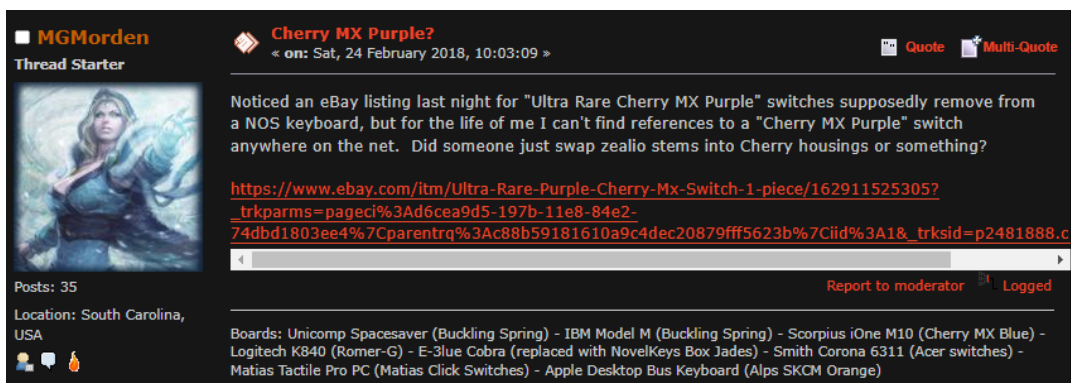 MGMorden
Thread Starter
Cherry MX Purple?
« on: Sat, 24 February 2018, 10:03:09 »
Quote
Multi-Quote
Noticed an eBay listing last night for "Ultra Rare Cherry MX Purple" switches supposedly remove from
a NOS keyboard, but for the life of me I can't find references to a "Cherry MX Purple" switch
anywhere on the net.  Did someone just swap zealio stems into Cherry housings or something?
https://www.ebay.com/itm/Ultra-Rare-Purple-Cherry-Mx-Switch-1-piece/162911525305?
_trkparms=pageci%3Ad6cea9d5-197b-11e8-84e2-
74dbd1803ee4%7Cparentrq%3Ac88b59181610a9c4dec20879fff5623b%7Ciid%3A1&_trksid=p2481888.c
Posts: 35
Location: South Carolina,
USA
Report to moderator
Logged
Boards: Unicomp Spacesaver (Buckling Spring) - IBM Model M (Buckling Spring) - Scorpius iOne M10 (Cherry MX Blue) -
Logitech K840 (Romer-G) - E-3lue Cobra (replaced with NovelKeys Box Jades) - Smith Corona 6311 (Acer switches) -
Matias Tactile Pro PC (Matias Click Switches) - Apple Desktop Bus Keyboard (Alps SKCM Orange)